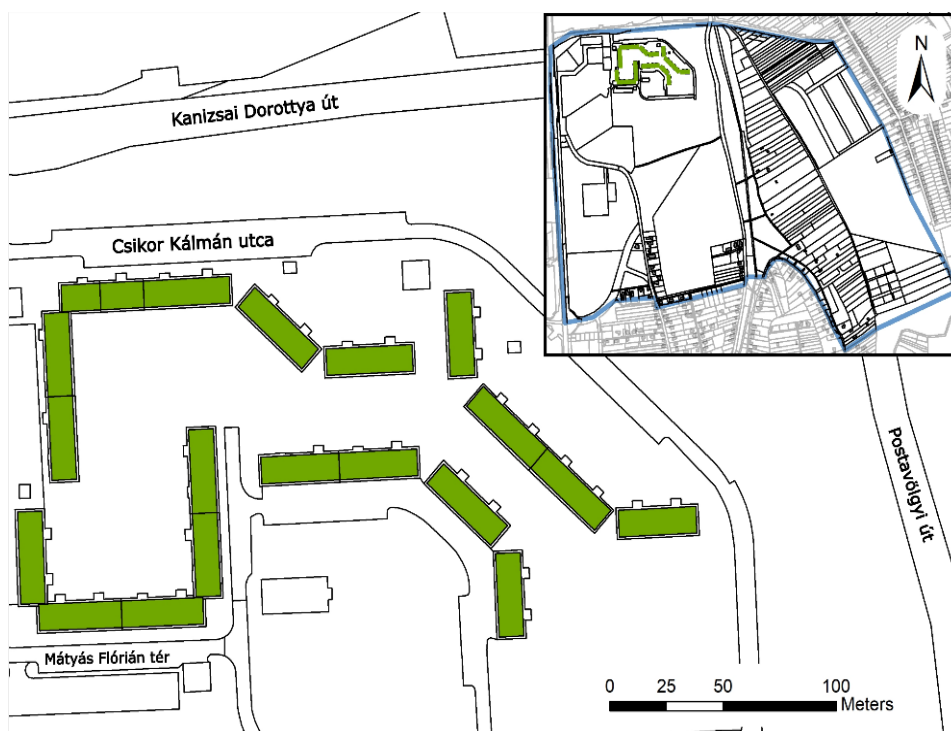 N
Kanizsai Dorottya út
Csikor Kálmán utca
Postavölgyi út
Mátyás Flórián tér
0 25 50 100
Meters